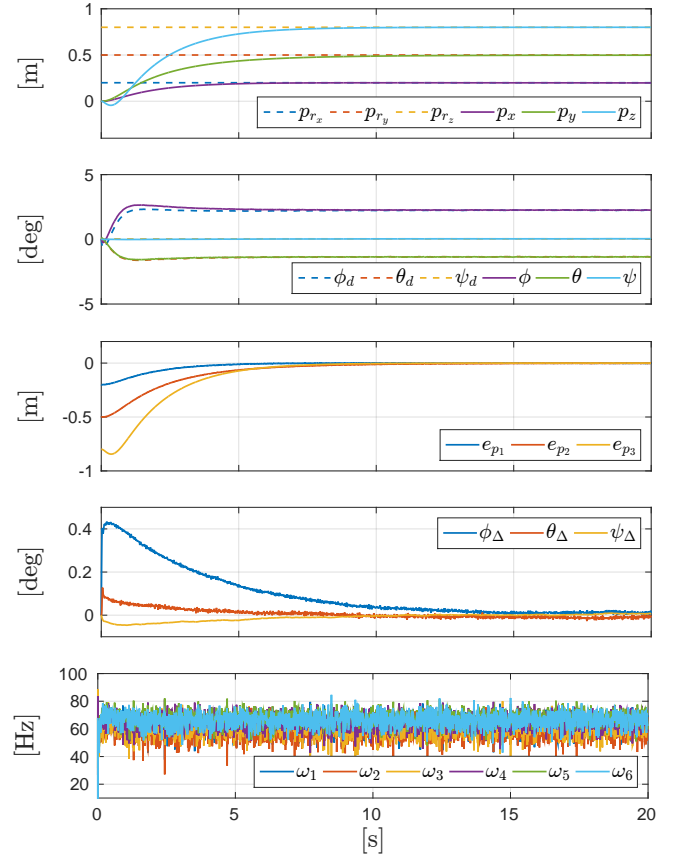 1
0.5
0
[m]
p_{r_x} p_{r_y} p_{r_z} p_x p_y p_z
5
0
-5
[deg]
ϕ_d θ_d ψ_d ϕ θ ψ
0
-0.5
-1
[m]
e_{p_1} e_{p_2} e_{p_3}
0.4
0.2
0
[deg]
ϕ_Δ θ_Δ ψ_Δ
100
80
60
40
20
[Hz]
ω_1 ω_2 ω_3 ω_4 ω_5 ω_6
0 5 10 15 20
[s]